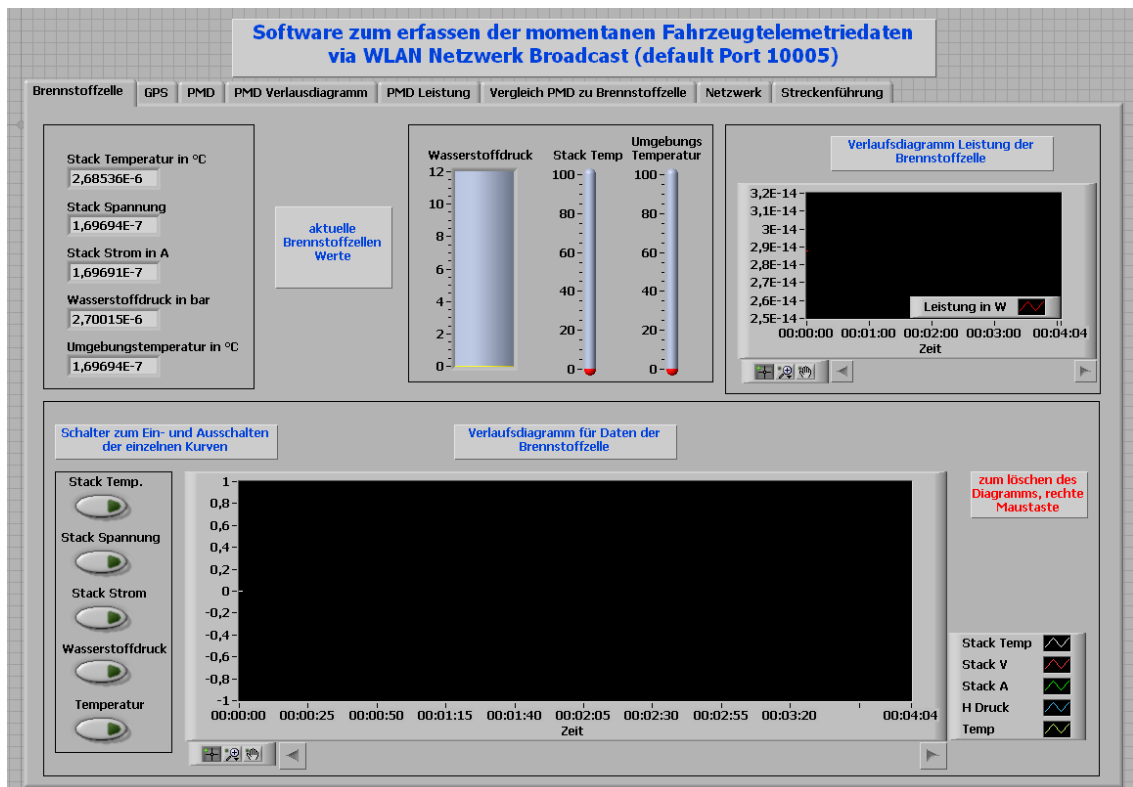 Software zum erfassen der momentanen Fahrzeugtelemetriedaten
via WLAN Netzwerk Broadcast (default Port 10005)
Brennstoffzelle GPS PMD PMD Verlausdiagramm PMD Leistung Vergleich PMD zu Brennstoffzelle Netzwerk Streckenführung
Stack Temperatur in °C
2,68536E-6
Stack Spannung
1,69694E-7
Stack Strom in A
1,69691E-7
Wasserstoffdruck in bar
2,70015E-6
Umgebungstemperatur in °C
1,69694E-7
aktuelle
Brennstoffzellen
Werte
Wasserstoffdruck
12
10
8
6
4
2
0
Stack Temp
100
80
60
40
20
0
Umgebungs
Temperatur
100
80
60
40
20
0
Verlaufsdiagramm Leistung der
Brennstoffzelle
3,2E-14
3,1E-14
3E-14
2,9E-14
2,8E-14
2,7E-14
2,6E-14
2,5E-14
Leistung in W
00:00:00 00:01:00 00:02:00 00:03:00 00:04:04
Zeit
Schalter zum Ein- und Ausschalten
der einzelnen Kurven
Verlaufsdiagramm für Daten der
Brennstoffzelle
Stack Temp.
Stack Spannung
Stack Strom
Wasserstoffdruck
Temperatur
1
0,8
0,6
0,4
0,2
0
-0,2
-0,4
-0,6
-0,8
-1
00:00:00 00:00:25 00:00:50 00:01:15 00:01:40 00:02:05 00:02:30 00:02:55 00:03:20 00:04:04
Zeit
zum löschen des
Diagramms, rechte
Maustaste
Stack Temp
Stack V
Stack A
H Druck
Temp